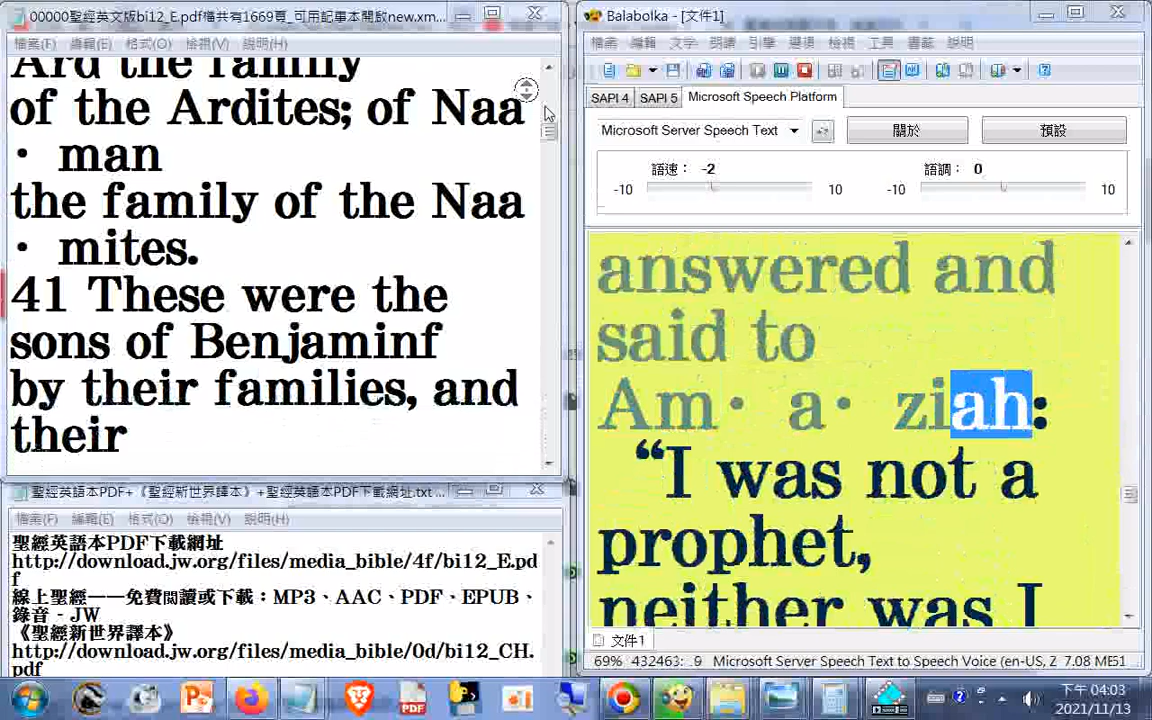 00000聖經英文版bi12_E.pdf檔共有1669頁_可用記事本開啟new.xm...
檔案(F) 編輯(E) 格式(O) 檢視(V) 說明(H)
Ard the family
of the Ardites; of Naa
· man
the family of the Naa
· mites.
41 These were the
sons of Benjaminf
by their families, and
their
聖經英語本PDF+《聖經新世界譯本》+聖經英語本PDF下載網址.txt ...
檔案(F) 編輯(E) 格式(O) 檢視(V) 說明(H)
聖經英語本PDF下載網址
http://download.jw.org/files/media_bible/4f/bi12_E.pd
f
線上聖經——免費閱讀或下載：MP3、AAC、PDF、EPUB、
錄音 - JW
《聖經新世界譯本》
http://download.jw.org/files/media_bible/0d/bi12_CH.
pdf
Balabolka - [文件1]
檔案 編輯 文字 朗讀 引擎 選項 檢視 工具 書籤 說明
SAPI 4 SAPI 5 Microsoft Speech Platform
Microsoft Server Speech Text 關於 預設
語速： -2 語調： 0
-10 10 -10 10
answered and
said to
Am· a· ziah:
“I was not a
prophet,
neither was I
文件1
69% 432463: .9 Microsoft Server Speech Text to Speech Voice (en-US, Z 7.08 ME51
PDF
下午 04:03
2021/11/13